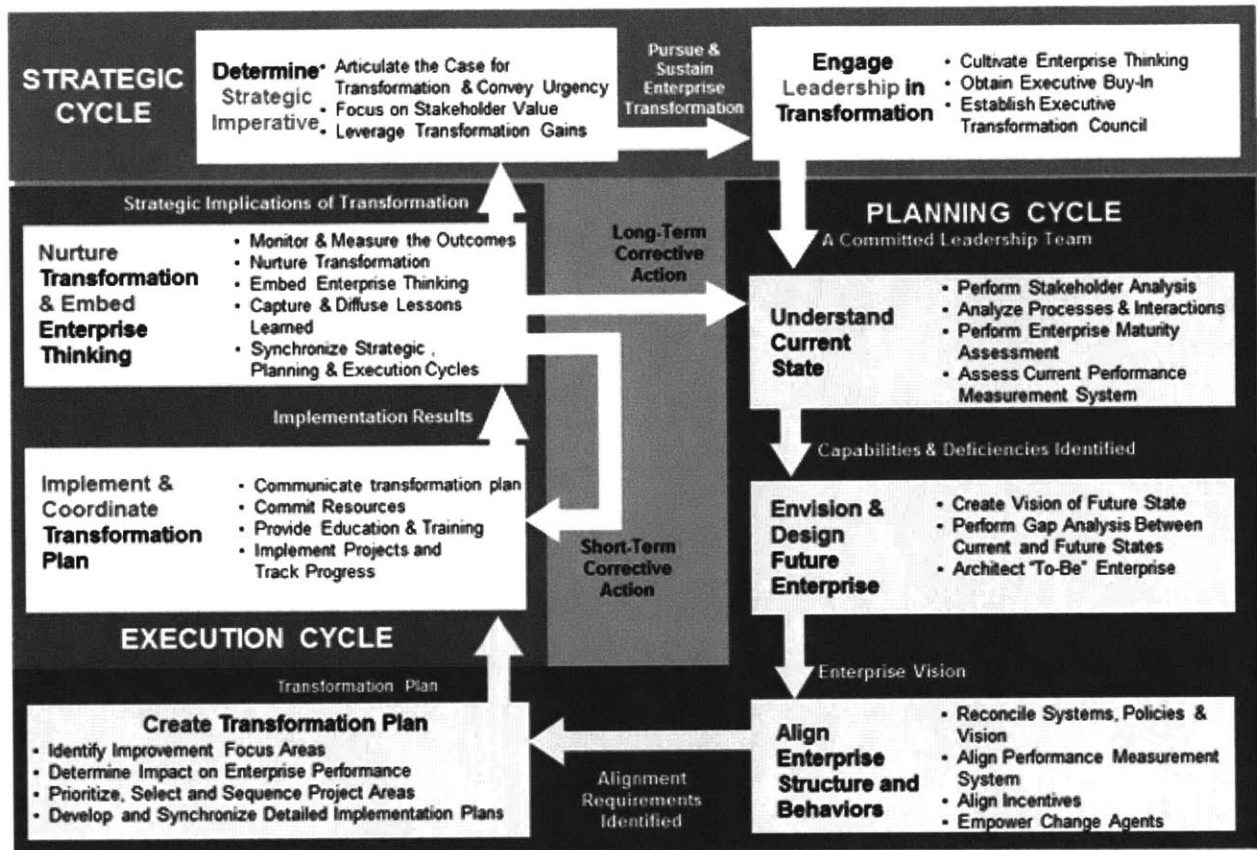 STRATEGIC
CYCLE
Determine
Strategic
Imperative
• Articulate the Case for
Transformation & Convey Urgency
• Focus on Stakeholder Value
• Leverage Transformation Gains
Pursue &
Sustain
Enterprise
Transformation
Engage
Leadership in
Transformation
• Cultivate Enterprise Thinking
• Obtain Executive Buy-In
• Establish Executive
Transformation Council
Strategic Implications of Transformation
Nurture
Transformation
& Embed
Enterprise
Thinking
• Monitor & Measure the Outcomes
• Nurture Transformation
• Embed Enterprise Thinking
• Capture & Diffuse Lessons
Learned
• Synchronize Strategic ,
Planning & Execution Cycles
Long-Term
Corrective
Action
PLANNING CYCLE
A Committed Leadership Team
Understand
Current
State
• Perform Stakeholder Analysis
• Analyze Processes & Interactions
• Perform Enterprise Maturity
Assessment
• Assess Current Performance
Measurement System
Implementation Results
Capabilities & Deficiencies Identified
Implement &
Coordinate
Transformation
Plan
• Communicate transformation plan
• Commit Resources
• Provide Education & Training
• Implement Projects and
Track Progress
Short-Term
Corrective
Action
Envision &
Design
Future
Enterprise
• Create Vision of Future State
• Perform Gap Analysis Between
Current and Future States
• Architect "To-Be" Enterprise
EXECUTION CYCLE
Transformation Plan
Enterprise Vision
Create Transformation Plan
• Identify Improvement Focus Areas
• Determine Impact on Enterprise Performance
• Prioritize, Select and Sequence Project Areas
• Develop and Synchronize Detailed Implementation Plans
Alignment
Requirements
Identified
Align
Enterprise
Structure and
Behaviors
• Reconcile Systems, Policies &
Vision
• Align Performance Measurement
System
• Align Incentives
• Empower Change Agents